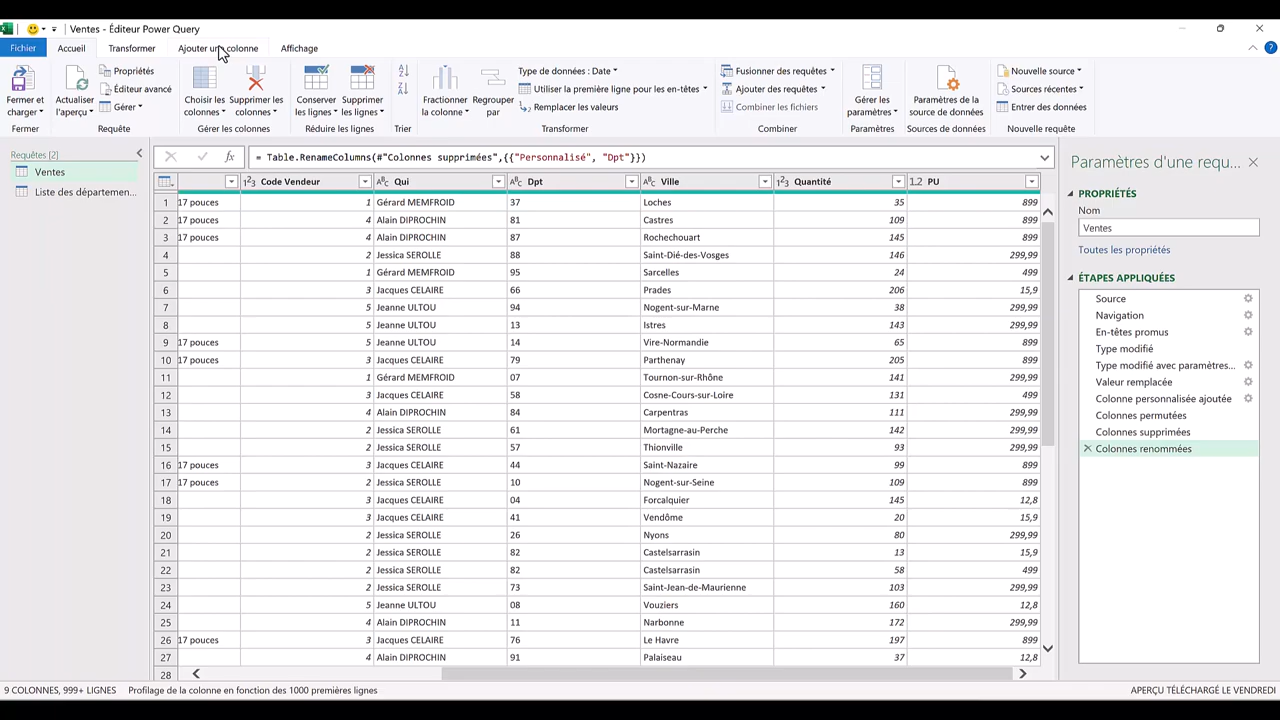 Ventes - Éditeur Power Query
Fichier Accueil Transformer Ajouter une colonne Affichage
Fermer et charger
Fermer
Actualiser l'aperçu
Propriétés
Éditeur avancé
Gérer
Requête
Choisir les colonnes
Supprimer les colonnes
Gérer les colonnes
Conserver les lignes
Supprimer les lignes
Réduire les lignes
Trier
Fractionner la colonne
Regrouper par
Type de données : Date
Utiliser la première ligne pour les en-têtes
Remplacer les valeurs
Transformer
Fusionner des requêtes
Ajouter des requêtes
Combiner les fichiers
Combiner
Gérer les paramètres
Paramètres
Paramètres de la source de données
Sources de données
Nouvelle source
Sources récentes
Entrer des données
Nouvelle requête
Requêtes [2]
Ventes
Liste des départemen...
= Table.RenameColumns(#"Colonnes supprimées",{{"Personnalisé", "Dpt"}})
Code Vendeur Qui Dpt Ville Quantité 1.2 PU
1 17 pouces 1 Gérard MEMFROID 37 Loches 35 899
2 17 pouces 4 Alain DIPROCHIN 81 Castres 109 899
3 17 pouces 4 Alain DIPROCHIN 87 Rochechouart 145 899
4 2 Jessica SEROLLE 88 Saint-Dié-des-Vosges 146 299,99
5 1 Gérard MEMFROID 95 Sarcelles 24 499
6 3 Jacques CELAIRE 66 Prades 206 15,9
7 5 Jeanne ULTOU 94 Nogent-sur-Marne 38 299,99
8 5 Jeanne ULTOU 13 Istres 143 299,99
9 17 pouces 5 Jeanne ULTOU 14 Vire-Normandie 65 899
10 17 pouces 3 Jacques CELAIRE 79 Parthenay 205 899
11 1 Gérard MEMFROID 07 Tournon-sur-Rhône 141 299,99
12 3 Jacques CELAIRE 58 Cosne-Cours-sur-Loire 131 499
13 4 Alain DIPROCHIN 84 Carpentras 111 299,99
14 2 Jessica SEROLLE 61 Mortagne-au-Perche 142 299,99
15 2 Jessica SEROLLE 57 Thionville 93 299,99
16 17 pouces 3 Jacques CELAIRE 44 Saint-Nazaire 99 899
17 17 pouces 2 Jessica SEROLLE 10 Nogent-sur-Seine 109 899
18 3 Jacques CELAIRE 04 Forcalquier 145 12,8
19 3 Jacques CELAIRE 41 Vendôme 20 15,9
20 2 Jessica SEROLLE 26 Nyons 80 299,99
21 2 Jessica SEROLLE 82 Castelsarrasin 13 15,9
22 2 Jessica SEROLLE 82 Castelsarrasin 58 499
23 2 Jessica SEROLLE 73 Saint-Jean-de-Maurienne 103 299,99
24 5 Jeanne ULTOU 08 Vouziers 160 12,8
25 4 Alain DIPROCHIN 11 Narbonne 172 299,99
26 17 pouces 3 Jacques CELAIRE 76 Le Havre 197 899
27 4 Alain DIPROCHIN 91 Palaiseau 37 12,8
28
Paramètres d'une requ...
PROPRIÉTÉS
Nom
Ventes
Toutes les propriétés
ÉTAPES APPLIQUÉES
Source
Navigation
En-têtes promus
Type modifié
Type modifié avec paramètres...
Valeur remplacée
Colonne personnalisée ajoutée
Colonnes permutées
Colonnes supprimées
Colonnes renommées
9 COLONNES, 999+ LIGNES Profilage de la colonne en fonction des 1000 premières lignes APERÇU TÉLÉCHARGÉ LE VENDREDI